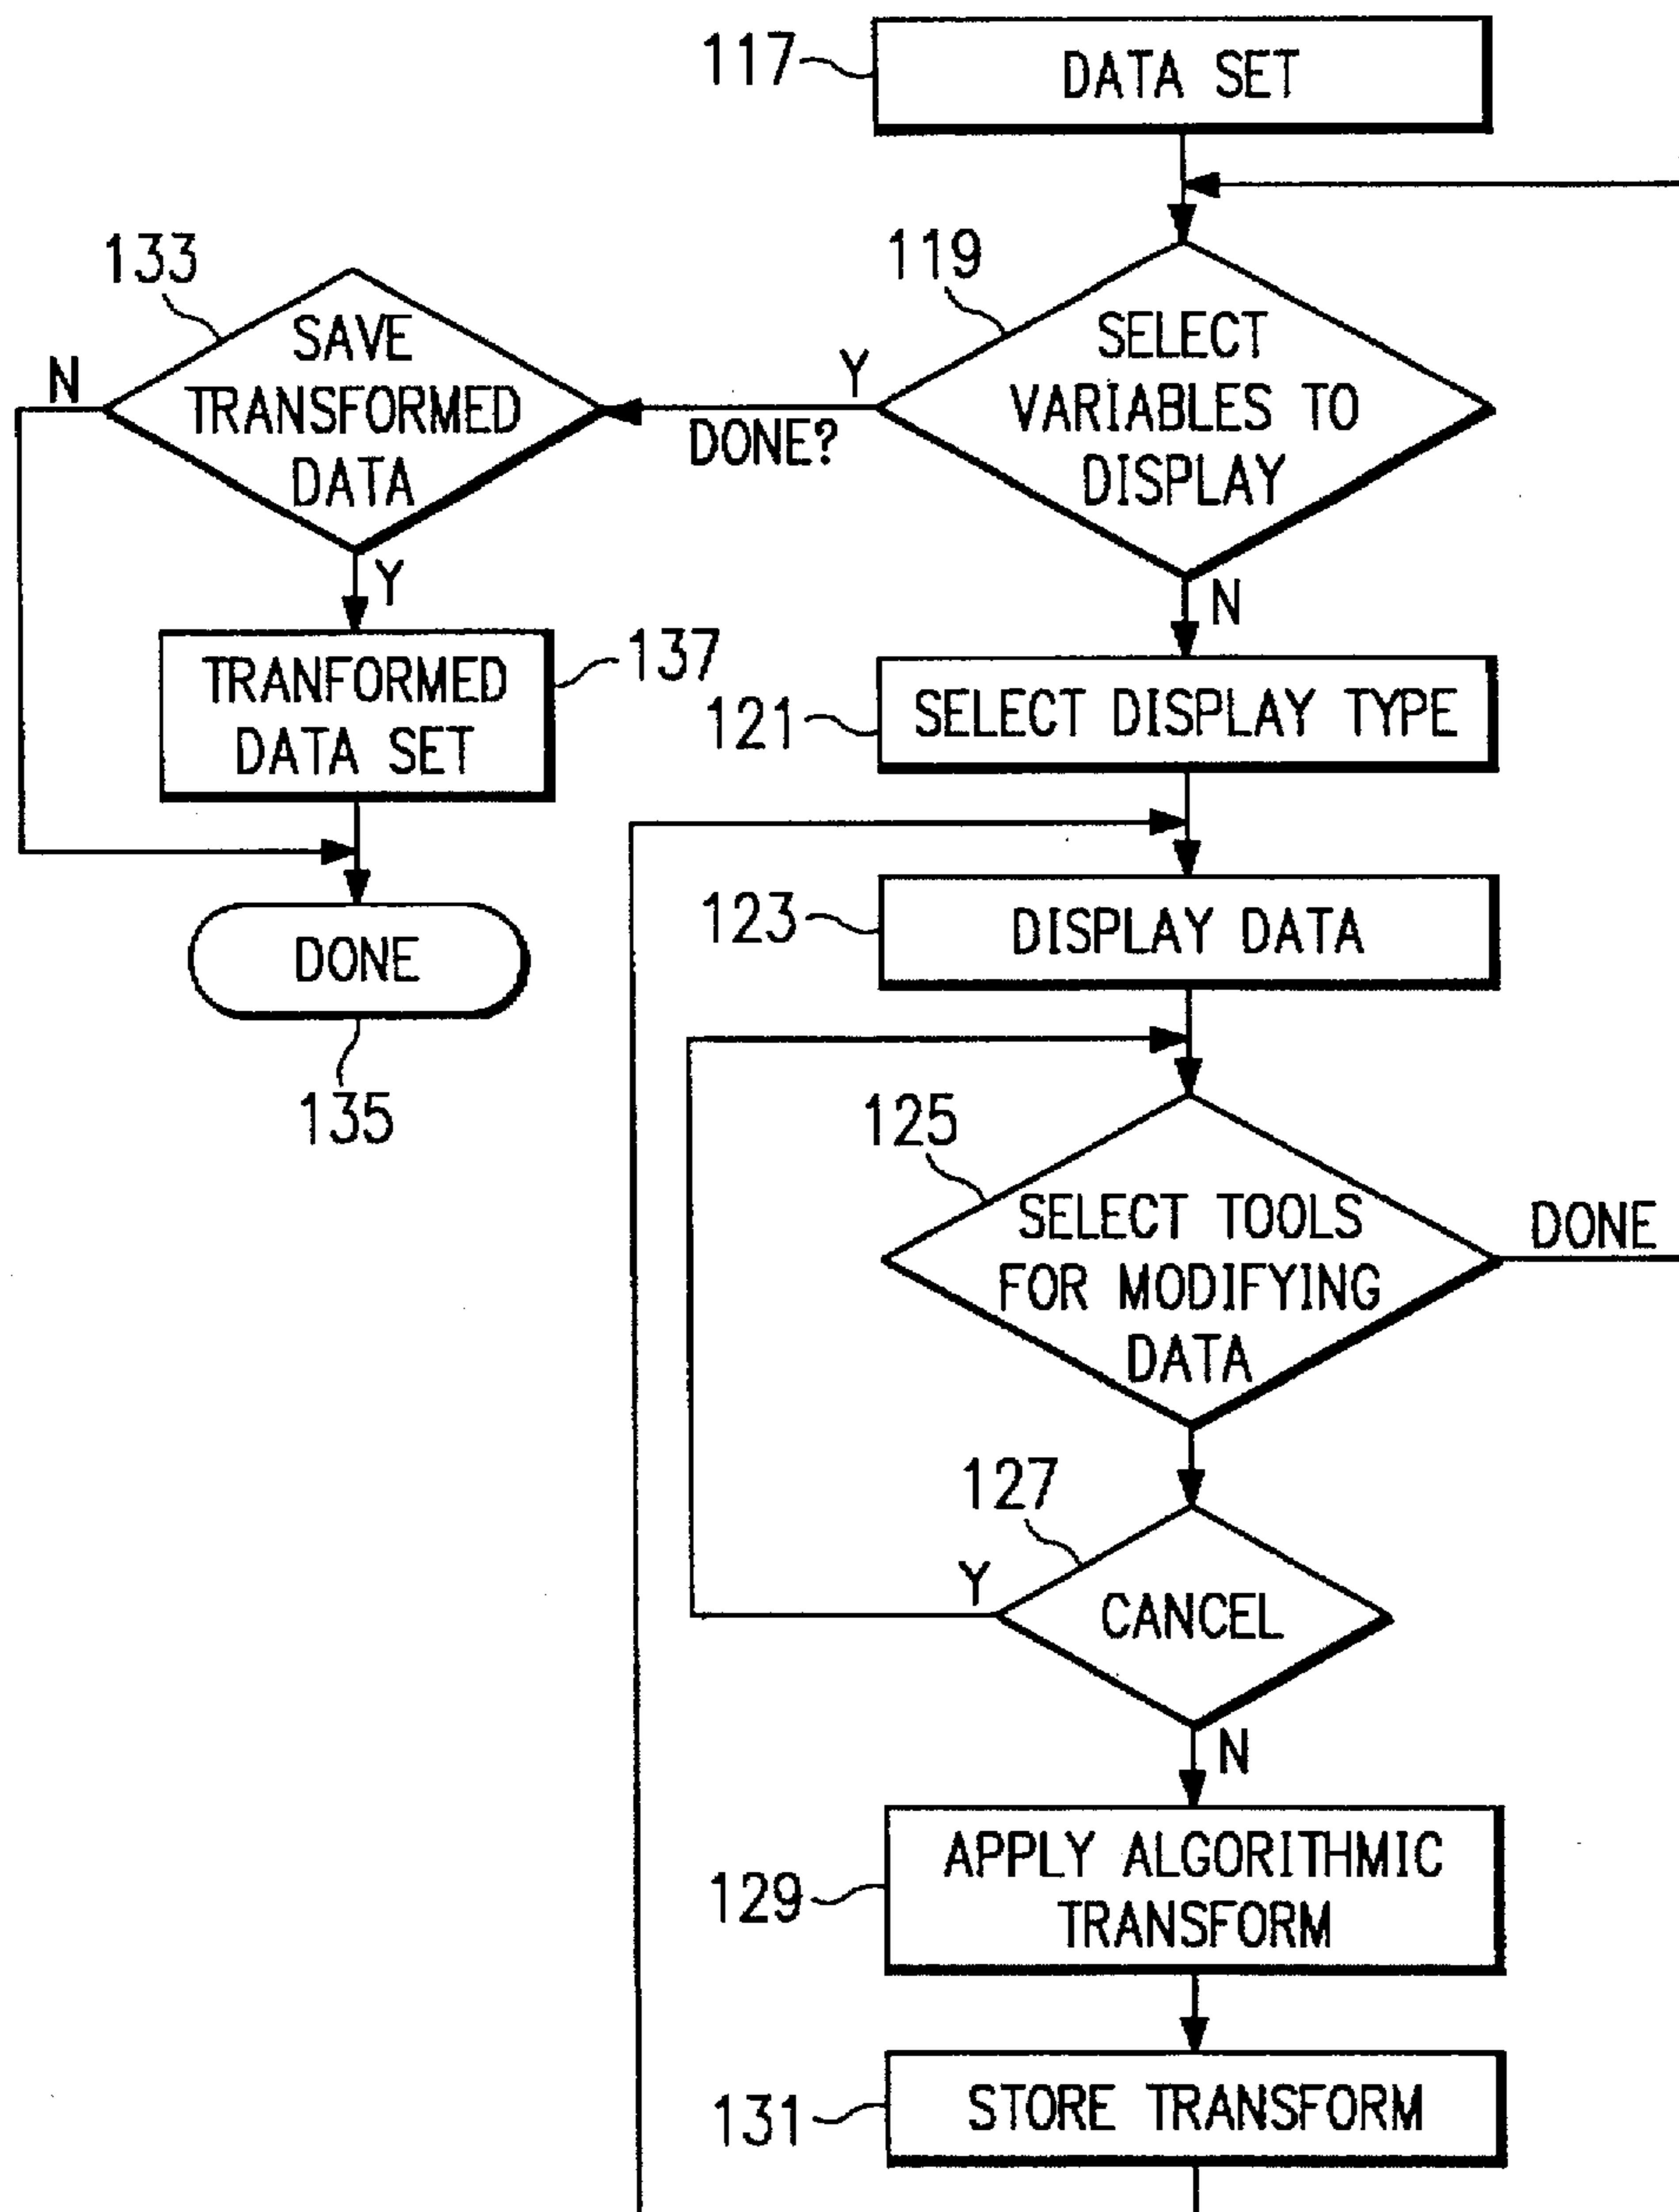 117
DATA SET
133
119
SAVE
TRANSFORMED
DATA
N
Y
DONE?
SELECT
VARIABLES TO
DISPLAY
Y
N
TRANFORMED
DATA SET
137
121
SELECT DISPLAY TYPE
123
DISPLAY DATA
DONE
135
125
SELECT TOOLS
FOR MODIFYING
DATA
DONE
127
Y
CANCEL
N
129
APPLY ALGORITHMIC
TRANSFORM
131
STORE TRANSFORM